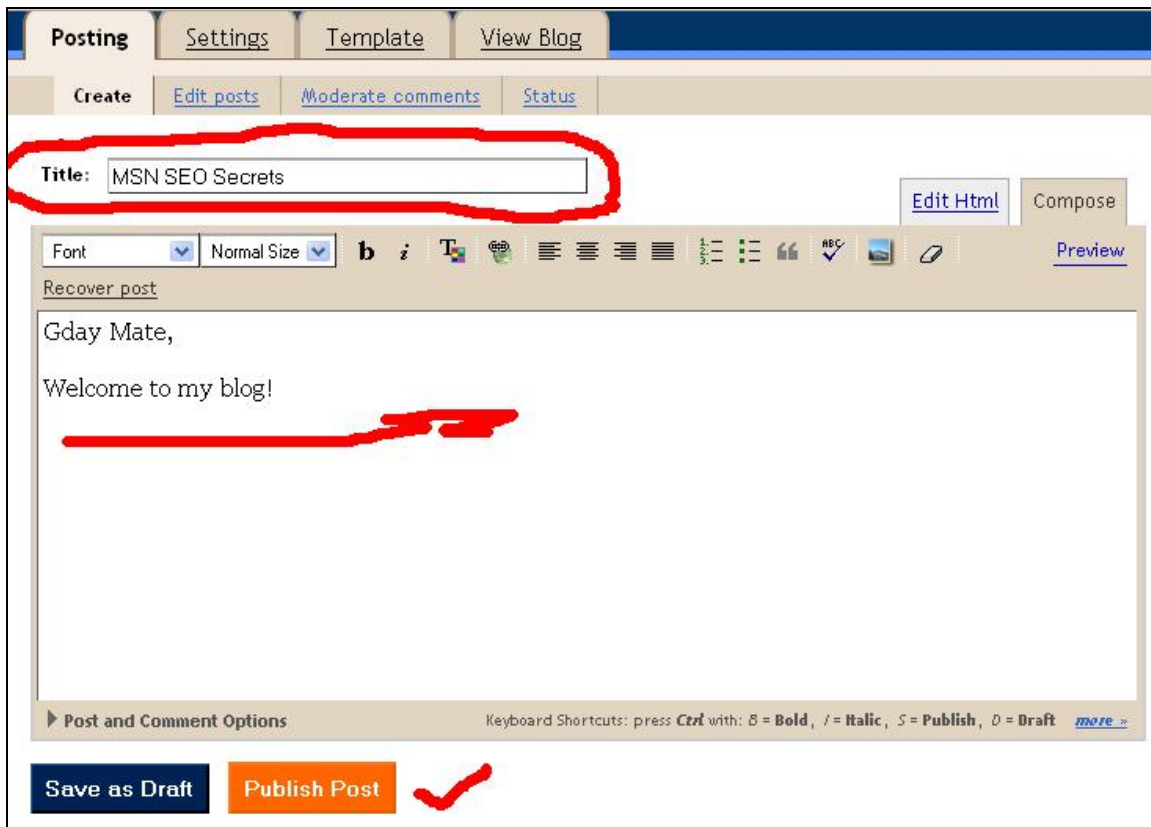 Posting Settings Template View Blog
Create Edit posts Moderate comments Status
Title: MSN SEO Secrets
Edit Html Compose
Font Normal Size b i T ABC Preview
Recover post
Gday Mate,
Welcome to my blog!
Post and Comment Options Keyboard Shortcuts: press Ctrl with: B = Bold, I = Italic, S = Publish, D = Draft more »
Save as Draft Publish Post